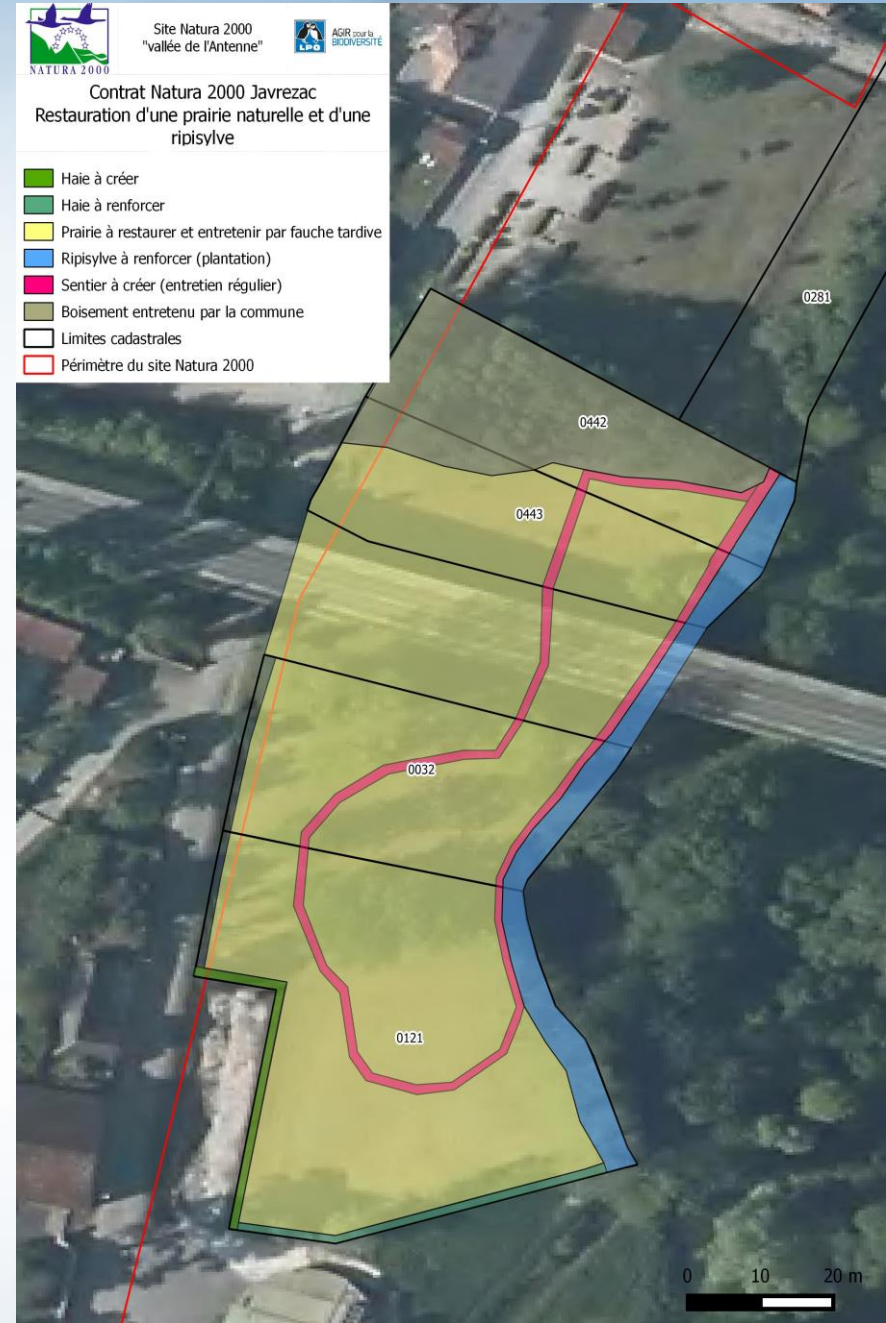 NATURA 2000
Site Natura 2000
"vallée de l'Antenne"
LPO
AGIR pour la
BIODIVERSITÉ
Contrat Natura 2000 Javrezac
Restauration d'une prairie naturelle et d'une
ripisylve
Haie à créer
Haie à renforcer
Prairie à restaurer et entretenir par fauche tardive
Ripisylve à renforcer (plantation)
Sentier à créer (entretien régulier)
Boisement entretenu par la commune
Limites cadastrales
Périmètre du site Natura 2000
0281
0442
0443
0032
0121
0 10 20 m